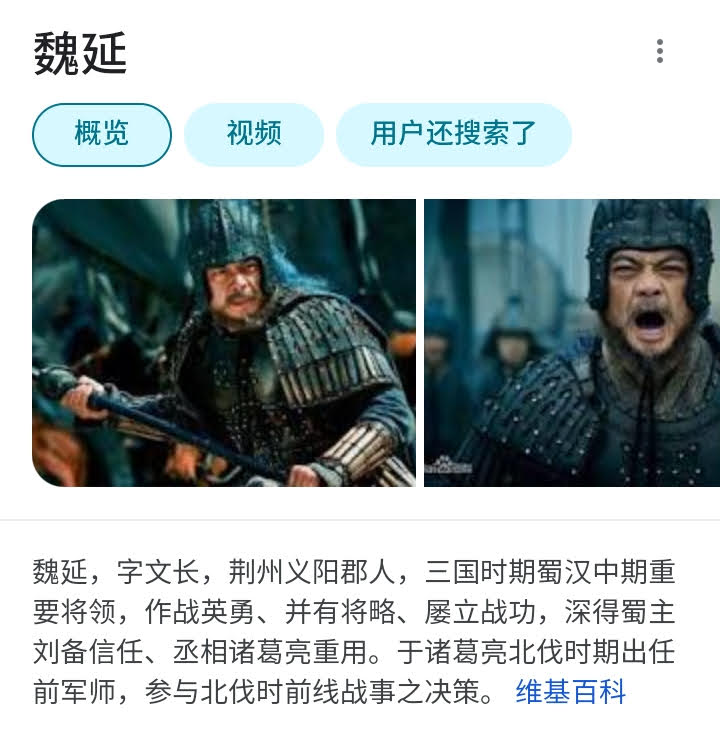 魏延
概览
视频
用户还搜索了
魏延，字文长，荆州义阳郡人，三国时期蜀汉中期重
要将领，作战英勇、并有将略、屡立战功，深得蜀主
刘备信任、丞相诸葛亮重用。于诸葛亮北伐时期出任
前军师，参与北伐时前线战事之决策。 维基百科